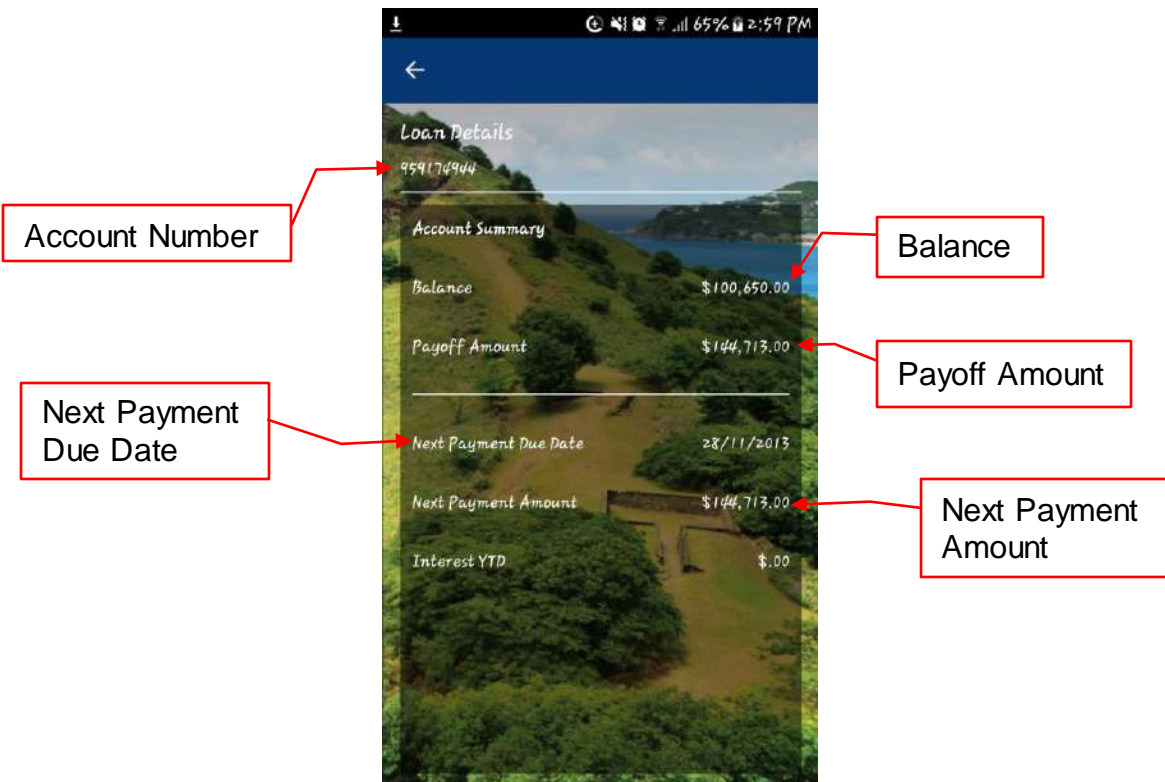 65% 2:59 PM
Loan Details
959174944
Account Number
Account Summary
Balance
Balance $100,650.00
Payoff Amount $144,713.00
Payoff Amount
Next Payment
Due Date
Next Payment Due Date 28/11/2013
Next Payment Amount $144,713.00
Next Payment
Amount
Interest YTD $.00